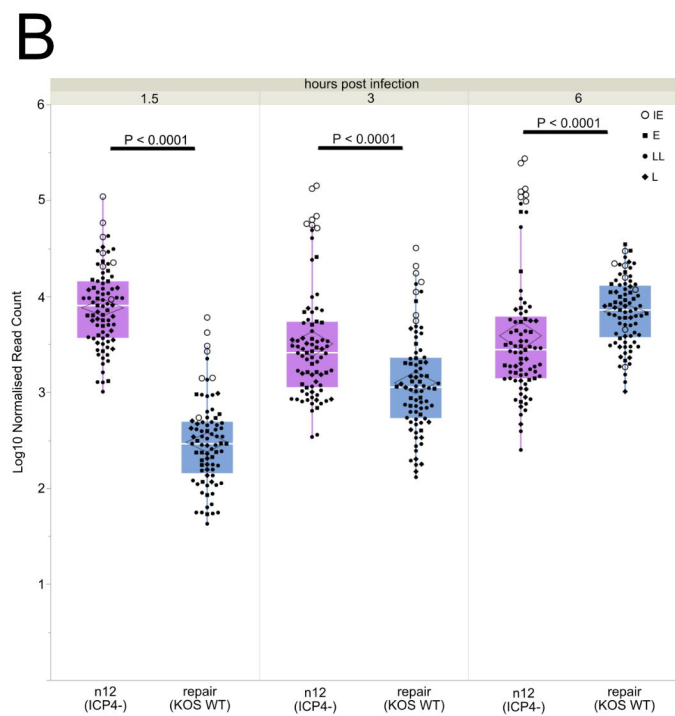 B
hours post infection
1.5 3 6
6
5
4
3
2
1
Log10 Normalised Read Count
P < 0.0001 P < 0.0001 P < 0.0001
IE
E
LL
L
n12 repair n12 repair n12 repair
(ICP4-) (KOS WT) (ICP4-) (KOS WT) (ICP4-) (KOS WT)